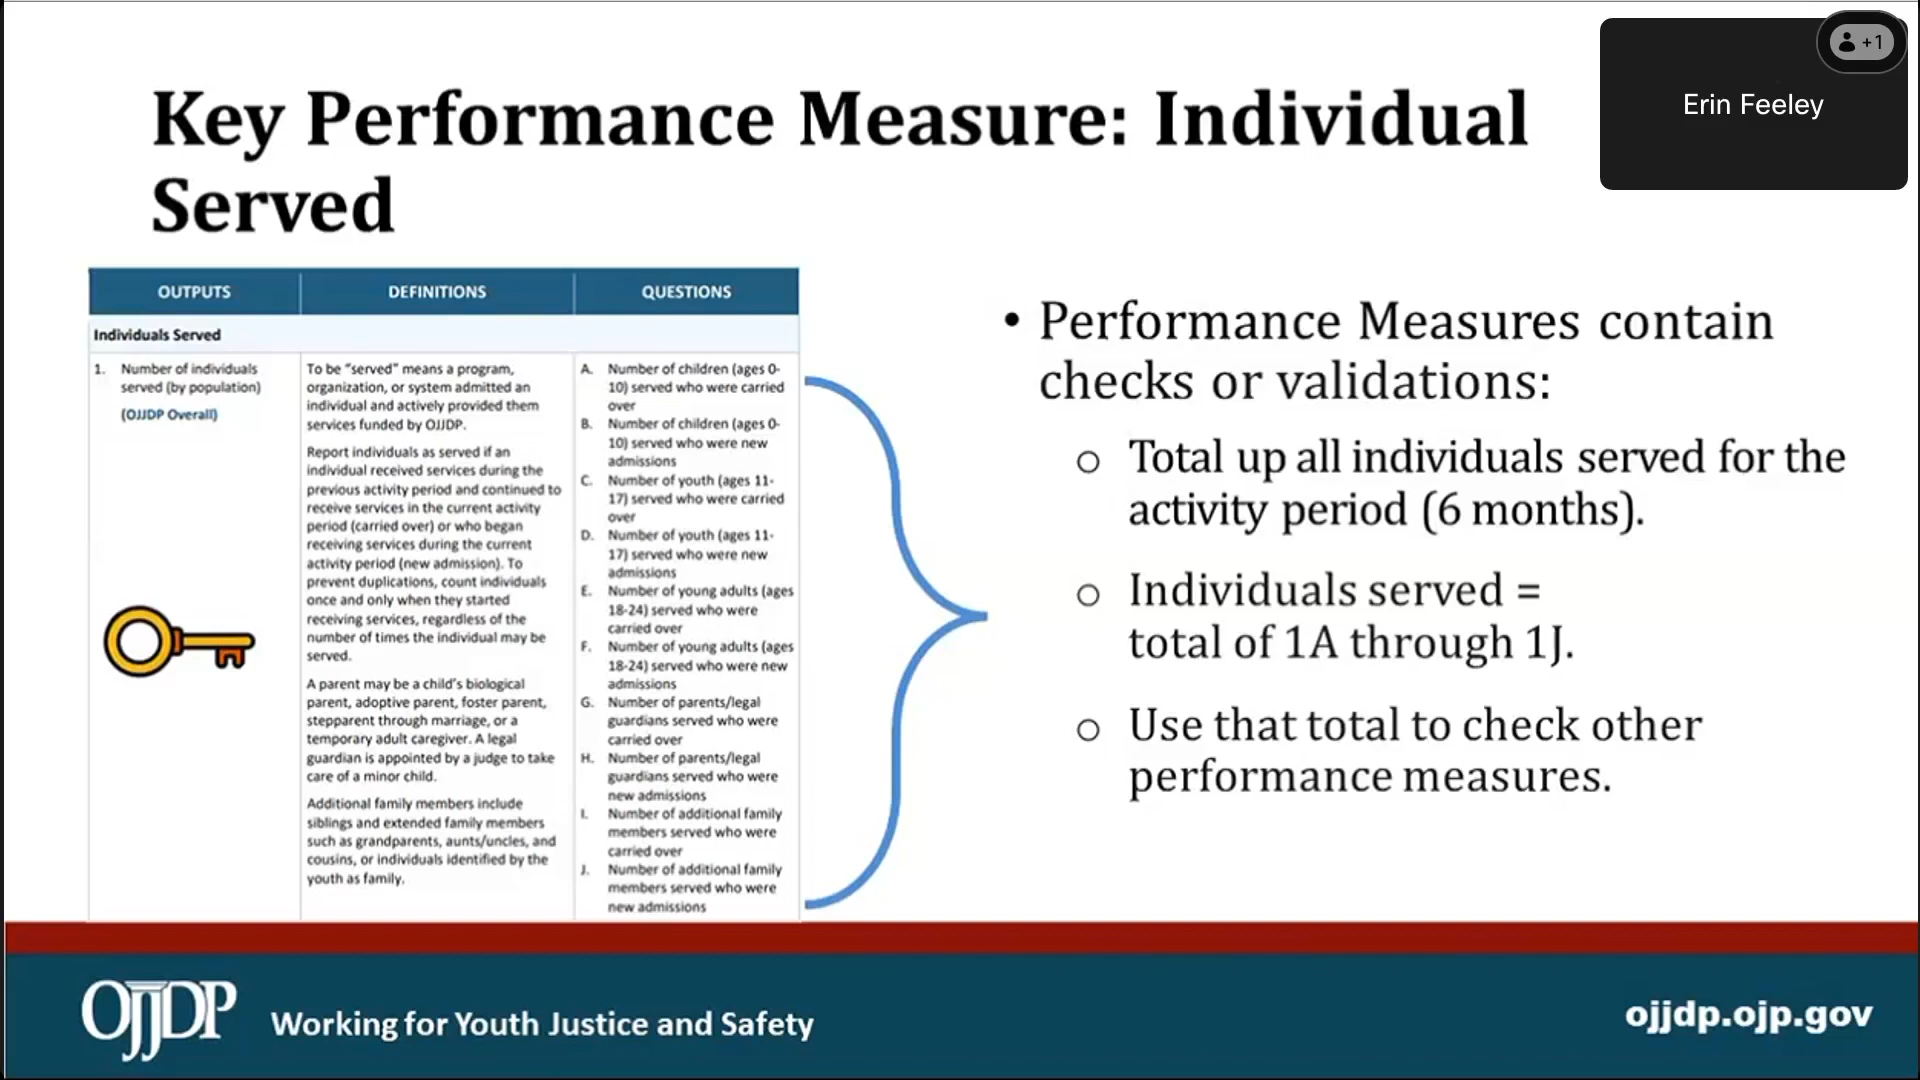 Key Performance Measure: Individual
Served
Erin Feeley
+1
OUTPUTS
DEFINITIONS
QUESTIONS
Individuals Served
1. Number of individuals
served (by population)
(OJJDP Overall)
To be "served" means a program,
organization, or system admitted an
individual and actively provided them
services funded by OJJDP.
Report individuals as served if an
individual received services during the
previous activity period and continued to
receive services in the current activity
period (carried over) or who began
receiving services during the current
activity period (new admission). To
prevent duplications, count individuals
once and only when they started
receiving services, regardless of the
number of times the individual may be
served.
A parent may be a child's biological
parent, adoptive parent, foster parent,
stepparent through marriage, or a
temporary adult caregiver. A legal
guardian is appointed by a judge to take
care of a minor child.
Additional family members include
siblings and extended family members
such as grandparents, aunts/uncles, and
cousins, or individuals identified by the
youth as family.
A. Number of children (ages 0-
10) served who were carried
over
B. Number of children (ages 0-
10) served who were new
admissions
C. Number of youth (ages 11-
17) served who were carried
over
D. Number of youth (ages 11-
17) served who were new
admissions
E. Number of young adults (ages
18-24) served who were
carried over
F. Number of young adults (ages
18-24) served who were new
admissions
G. Number of parents/legal
guardians served who were
carried over
H. Number of parents/legal
guardians served who were
new admissions
I. Number of additional family
members served who were
carried over
J. Number of additional family
members served who were
new admissions
• Performance Measures contain
checks or validations:
o Total up all individuals served for the
activity period (6 months).
o Individuals served =
total of 1A through 1J.
o Use that total to check other
performance measures.
OJJDP
Working for Youth Justice and Safety
ojjdp.ojp.gov